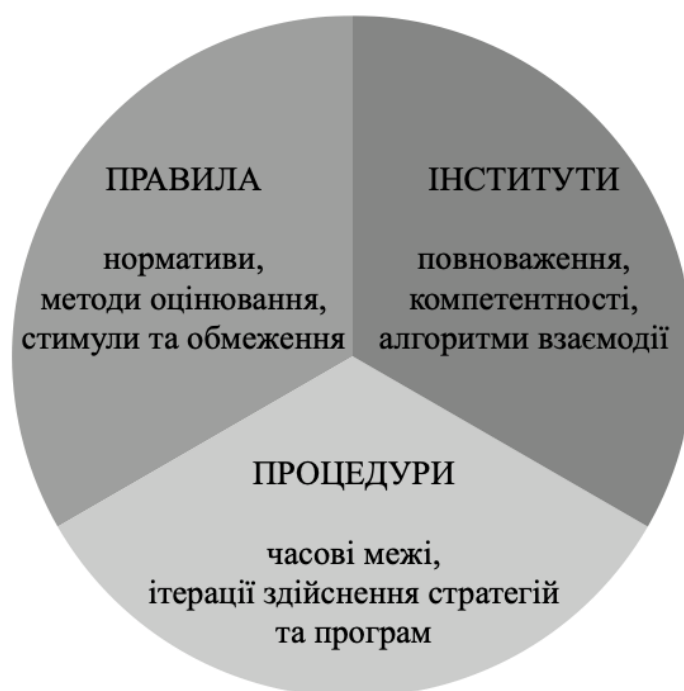 ПРАВИЛА
нормативи,
методи оцінювання,
стимули та обмеження
ІНСТИТУТИ
повноваження,
компетентності,
алгоритми взаємодії
ПРОЦЕДУРИ
часові межі,
ітерації здійснення стратегій
та програм